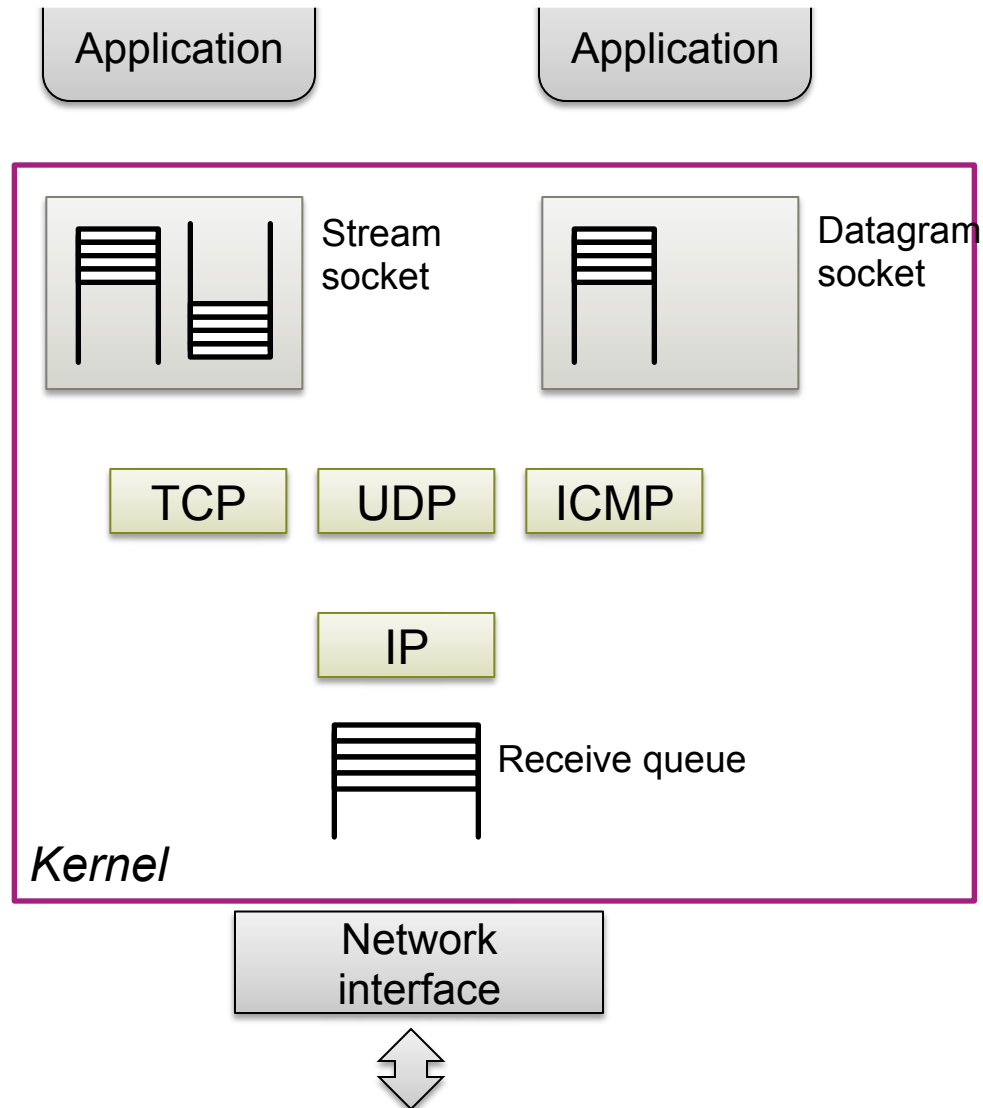 Application
Application
Stream
socket
Datagram
socket
TCP
UDP
ICMP
IP
Receive queue
Kernel
Network
interface